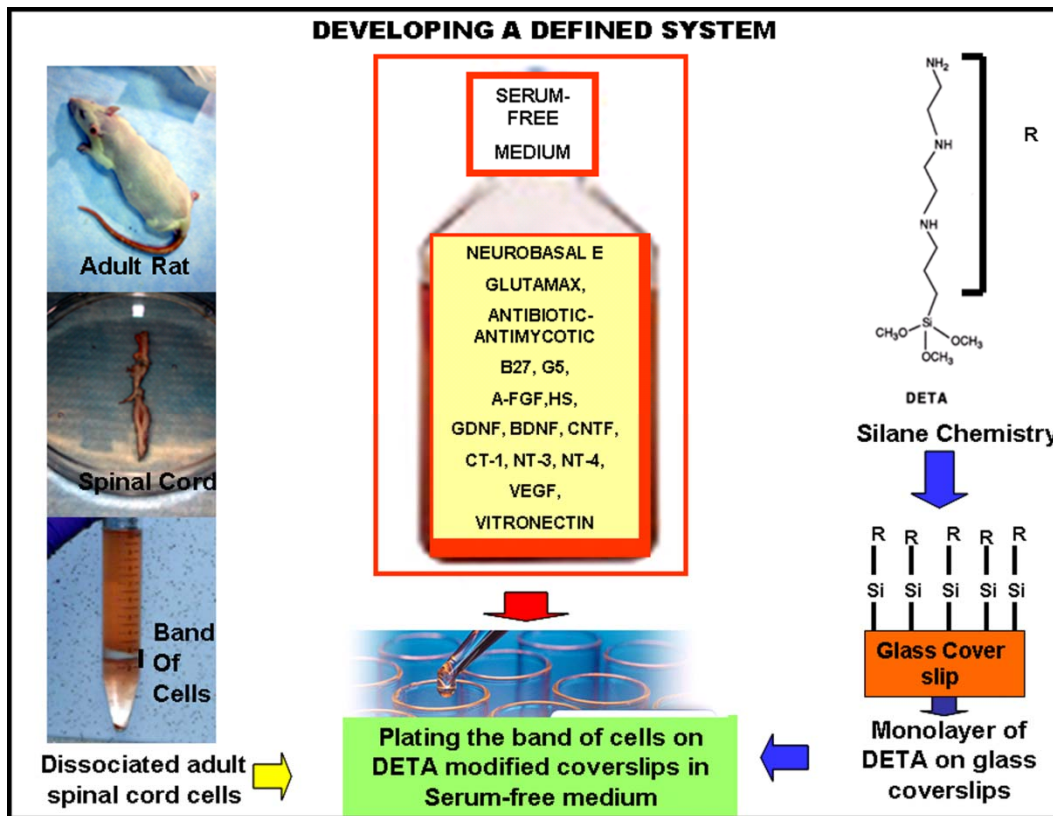 DEVELOPING A DEFINED SYSTEM
Adult Rat
Spinal Cord
Band
Of
Cells
Dissociated adult
spinal cord cells
SERUM-
FREE
MEDIUM
NEUROBASAL E
GLUTAMAX,
ANTIBIOTIC-
ANTIMYCOTIC
B27, G5,
A-FGF,HS,
GDNF, BDNF, CNTF,
CT-1, NT-3, NT-4,
VEGF,
VITRONECTIN
Plating the band of cells on
DETA modified coverslips in
Serum-free medium
NH₂
NH
NH
R
Si
CH₃O
OCH₃
OCH₃
DETA
Silane Chemistry
R R R R R
Si Si Si Si Si
Glass Cover
slip
Monolayer of
DETA on glass
coverslips